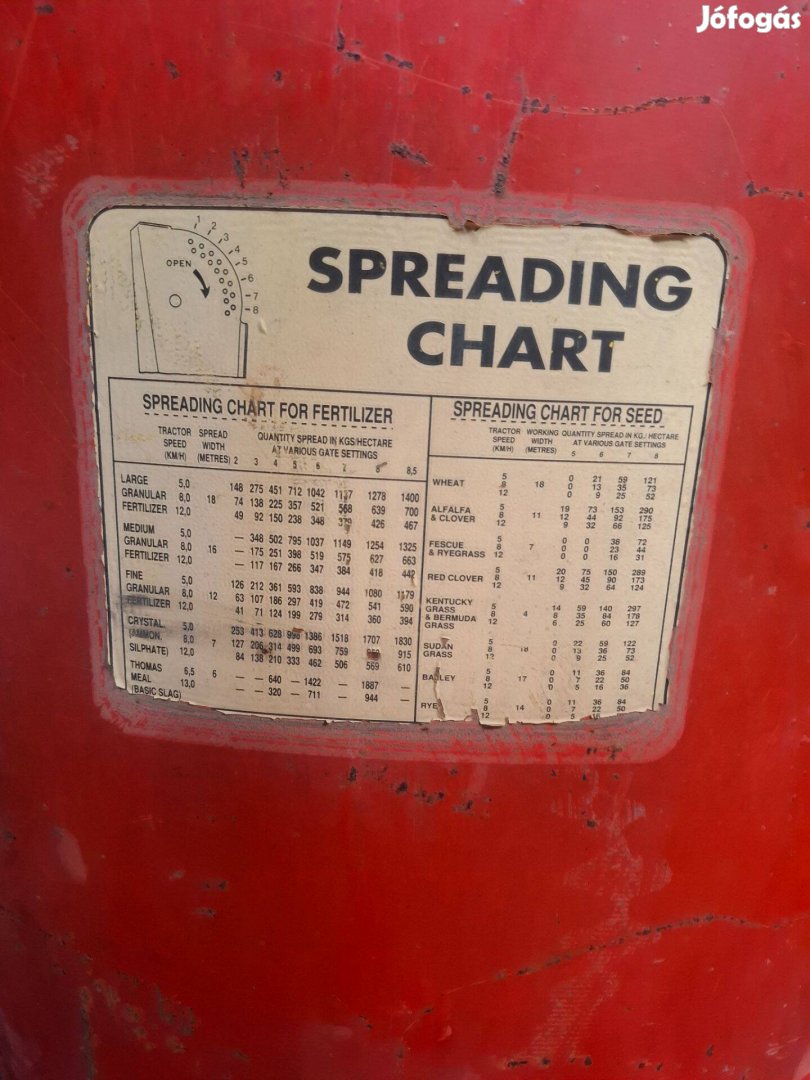 Jófogás
1
2
3
4
5
6
7
8
OPEN
SPREADING
CHART
SPREADING CHART FOR FERTILIZER
TRACTOR SPREED QUANTITY SPREAD IN KGS/HECTARE
SPEED WIDTH AT VARIOUS GATE SETTINGS
(KM/H) (METRES) 2 3 4 5 6 7 8 8,5
LARGE 5,0 148 275 451 712 1042 1137 1278 1400
GRANULAR 8,0 18 74 138 225 357 521 568 639 700
FERTILIZER 12,0 49 92 150 238 348 379 426 467
MEDIUM 5,0 — 348 502 795 1037 1149 1254 1325
GRANULAR 8,0 16 — 175 251 398 519 575 627 663
FERTILIZER 12,0 — 117 167 266 347 384 418 442
FINE 5,0 126 212 361 593 838 944 1080 1179
GRANULAR 8,0 12 63 107 186 297 419 472 541 590
FERTILIZER 12,0 41 71 124 199 279 314 360 394
CRYSTAL 5,0 253 413 628 998 1386 1518 1707 1830
(AMMON, 8,0 7 127 206 314 499 693 759 915
SILPHATE) 12,0 84 138 210 333 462 506 569 610
THOMAS 6,5 6 — — 640 — 1422 — 1887 —
MEAL 13,0 — — 320 — 711 — 944 —
(BASIC SLAG)
SPREADING CHART FOR SEED
TRACTOR WORKING QUANTITY SPREAD IN KG./ HECTARE
SPEED WIDTH AT VARIOUS GATE SETTINGS
(KM/H) (METRES) 5 6 7 8
WHEAT 5 0 21 59 121
8 18 0 13 35 73
12 0 9 25 52
ALFALFA 5 19 73 153 290
& CLOVER 8 11 12 44 92 175
12 9 32 66 125
FESCUE 5 0 0 38 72
& RYEGRASS 8 7 0 0 23 44
12 0 0 16 31
RED CLOVER 5 20 75 150 289
8 11 12 45 90 173
12 9 32 64 124
KENTUCKY
GRASS 5 14 59 140 297
& BERMUDA 8 4 8 35 84 178
GRASS 12 6 25 60 127
SUDAN 5 0 22 59 122
GRASS 8 18 0 13 36 73
12 0 9 25 52
BARLEY 5 0 11 36 84
8 17 0 7 22 50
12 0 5 16 36
RYE 5 0 11 36 84
8 14 0 7 22 50
12 0 5